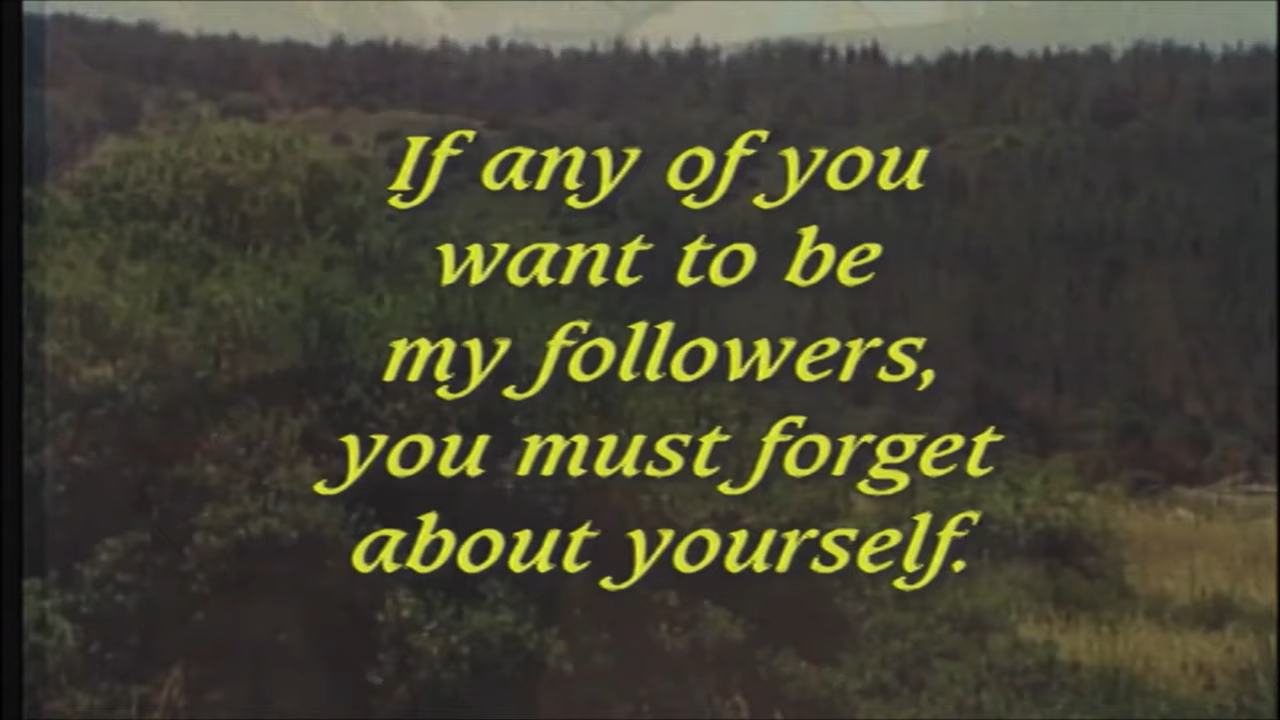 If any of you
want to be
my followers,
you must forget
about yourself.